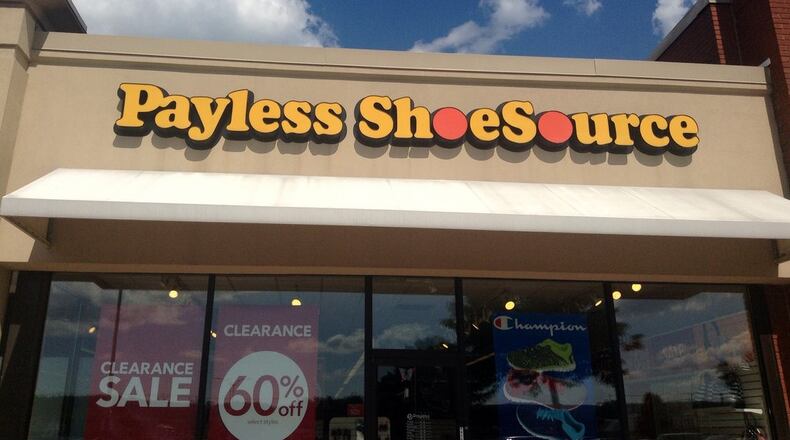 Payless ShoeSource
CLEARANCE
SALE
CLEARANCE
60% off
select styles
Champion